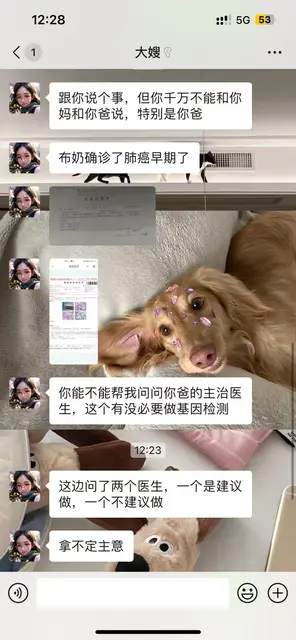 12:28
5G
53
1
大嫂
跟你说个事，但你千万不能和你
妈和你爸说，特别是你爸
布奶确诊了肺癌早期了
你能不能帮我问问你爸的主治医
生，这个有没必要做基因检测
12:23
这边问了两个医生，一个是建议
做，一个不建议做
拿不定主意